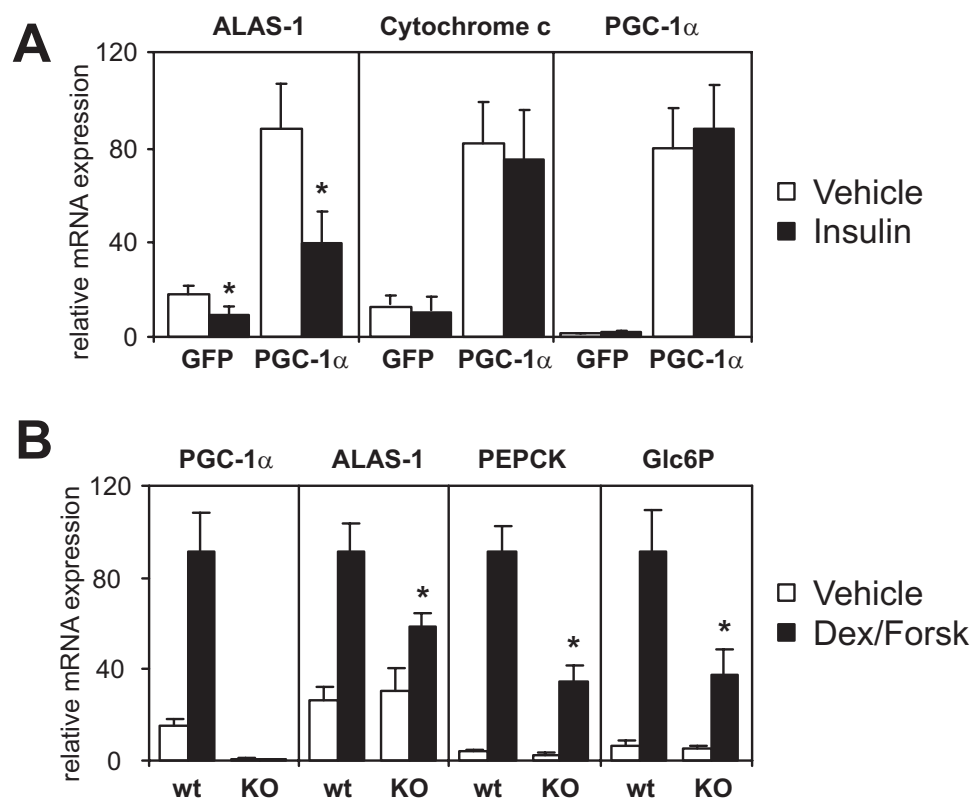 A
ALAS-1 Cytochrome c PGC-1α
120
80
40
0
relative mRNA expression
* *
GFP PGC-1α GFP PGC-1α GFP PGC-1α
Vehicle
Insulin
B
PGC-1α ALAS-1 PEPCK Glc6P
120
80
40
0
relative mRNA expression
* * *
wt KO wt KO wt KO wt KO
Vehicle
Dex/Forsk